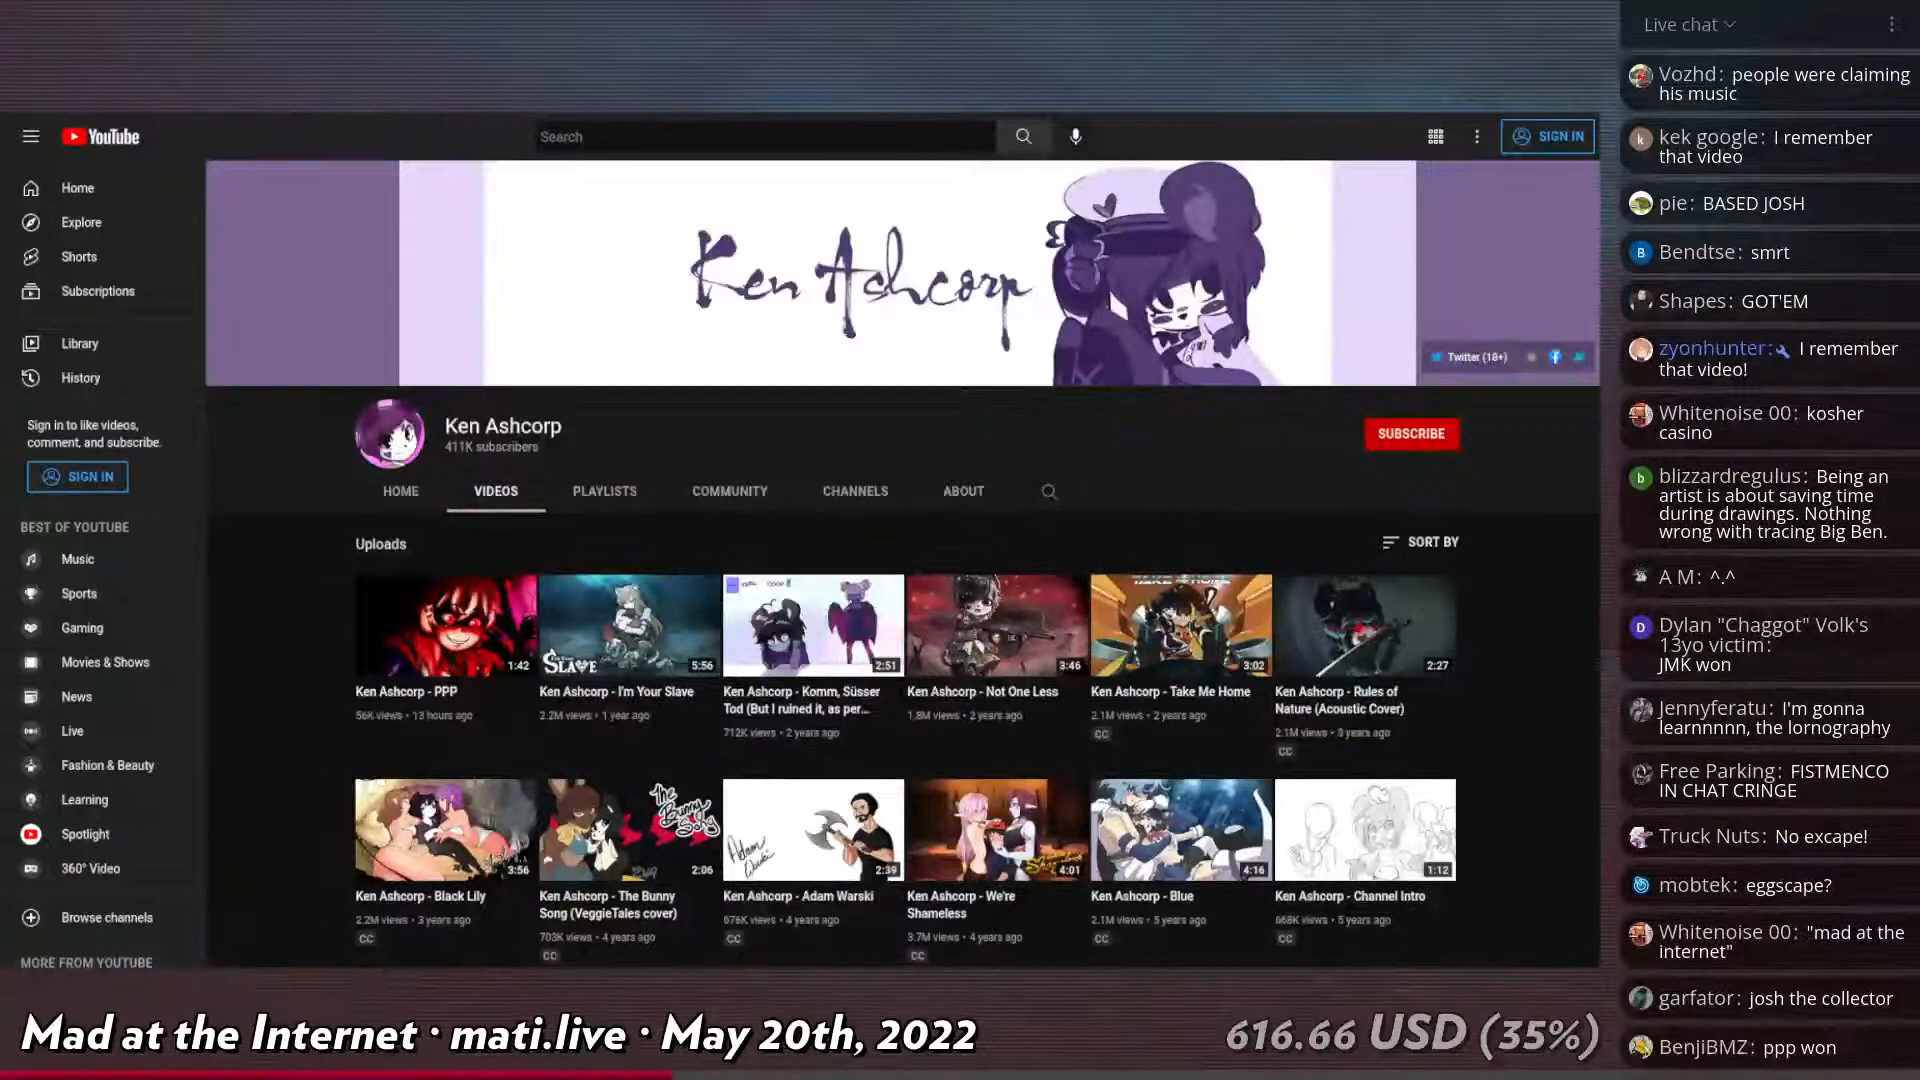 YouTube
Search
SIGN IN
Home
Explore
Shorts
Subscriptions
Library
History
Sign in to like videos,
comment, and subscribe.
SIGN IN
BEST OF YOUTUBE
Music
Sports
Gaming
Movies & Shows
News
Live
Fashion & Beauty
Learning
Spotlight
360° Video
Browse channels
MORE FROM YOUTUBE
Ken Ashcorp
Twitter (18+)
Ken Ashcorp
411K subscribers
SUBSCRIBE
HOME
VIDEOS
PLAYLISTS
COMMUNITY
CHANNELS
ABOUT
Uploads
SORT BY
1:42
Ken Ashcorp - PPP
56K views • 13 hours ago
SLAVE
5:56
Ken Ashcorp - I'm Your Slave
2.2M views • 1 year ago
2:51
Ken Ashcorp - Komm, Süsser
Tod (But I ruined it, as per...
712K views • 2 years ago
3:46
Ken Ashcorp - Not One Less
1.8M views • 2 years ago
TAKE ME HOME
3:02
Ken Ashcorp - Take Me Home
2.1M views • 2 years ago
CC
2:27
Ken Ashcorp - Rules of
Nature (Acoustic Cover)
2.1M views • 3 years ago
CC
3:56
Ken Ashcorp - Black Lily
2.2M views • 3 years ago
CC
The
Bunny
Song
2:06
Ken Ashcorp - The Bunny
Song (VeggieTales cover)
703K views • 4 years ago
CC
Adam
Warski
2:39
Ken Ashcorp - Adam Warski
676K views • 4 years ago
CC
4:01
Ken Ashcorp - We're
Shameless
3.7M views • 4 years ago
CC
4:16
Ken Ashcorp - Blue
2.1M views • 5 years ago
CC
1:12
Ken Ashcorp - Channel Intro
668K views • 5 years ago
CC
Mad at the Internet · mati.live · May 20th, 2022
616.66 USD (35%)
Live chat
Vozhd: people were claiming
his music
kek google: I remember
that video
pie: BASED JOSH
Bendtse: smrt
Shapes: GOT'EM
zyonhunter: I remember
that video!
Whitenoise 00: kosher
casino
blizzardregulus: Being an
artist is about saving time
during drawings. Nothing
wrong with tracing Big Ben.
A M: ^.^
Dylan "Chaggot" Volk's
13yo victim:
JMK won
Jennyferatu: I'm gonna
learnnnnn, the lornography
Free Parking: FISTMENCO
IN CHAT CRINGE
Truck Nuts: No excape!
mobtek: eggscape?
Whitenoise 00: "mad at the
internet"
garfator: josh the collector
BenjiBMZ: ppp won